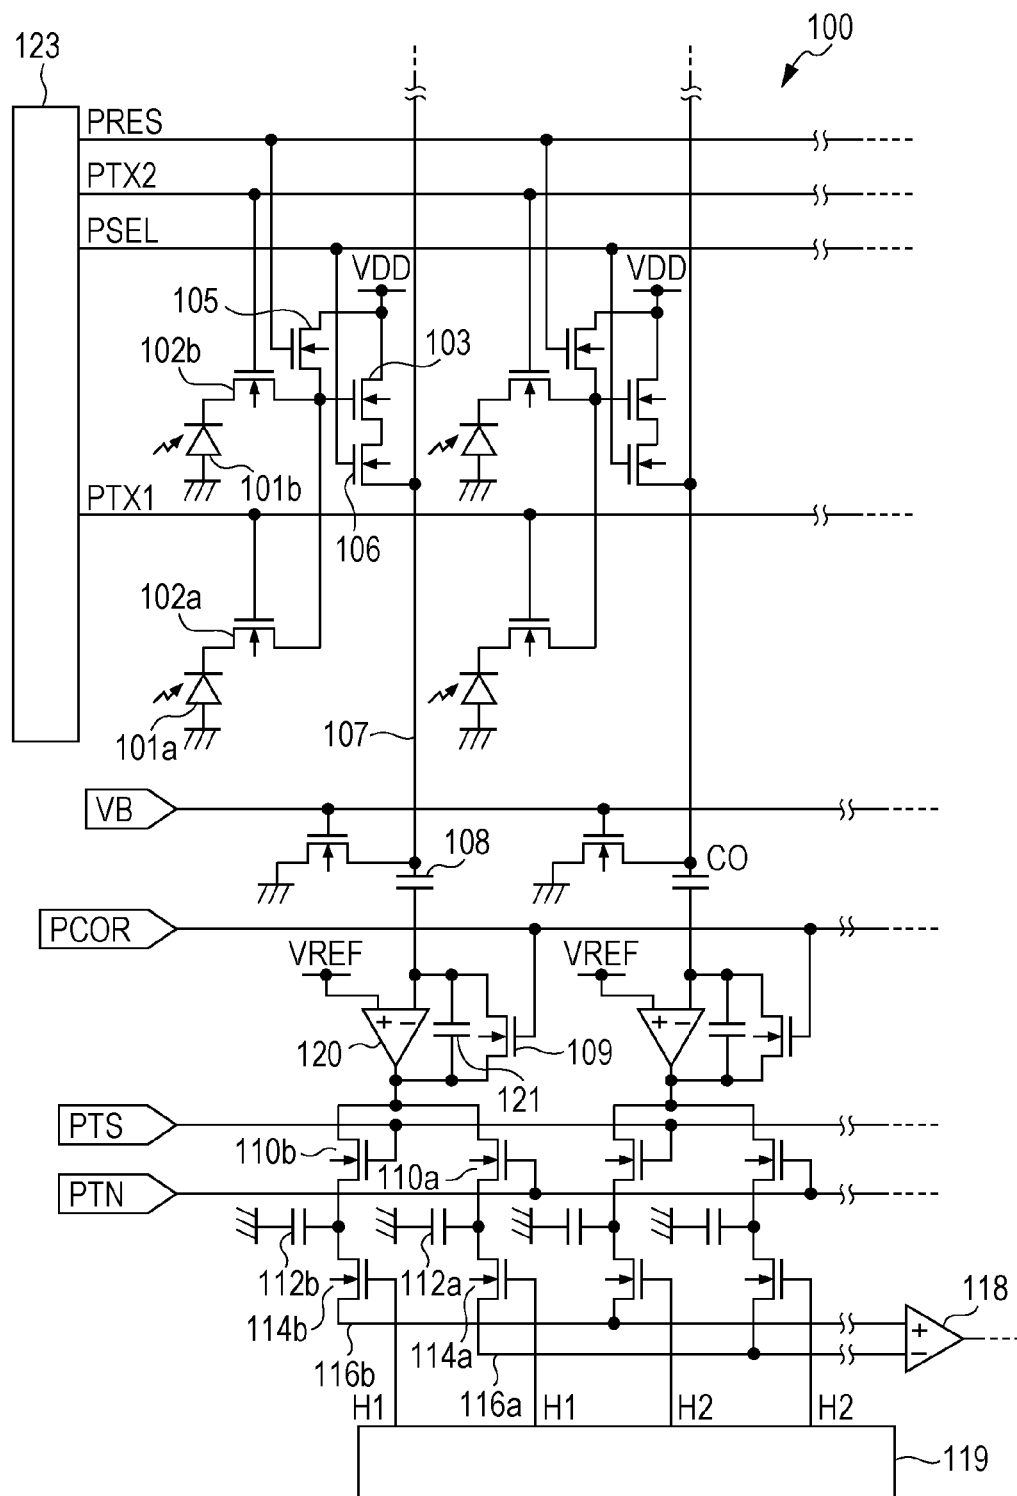 100
123
PRES
PTX2
PSEL
VDD VDD
105
102b 103
101b
PTX1
106
102a
101a
107
VB
108 CO
PCOR
VREF VREF
+ − + −
120 109
121
PTS
110b 110a
PTN
112b 112a
114b 114a 118
+
−
116b 116a
H1 H1 H2 H2
119